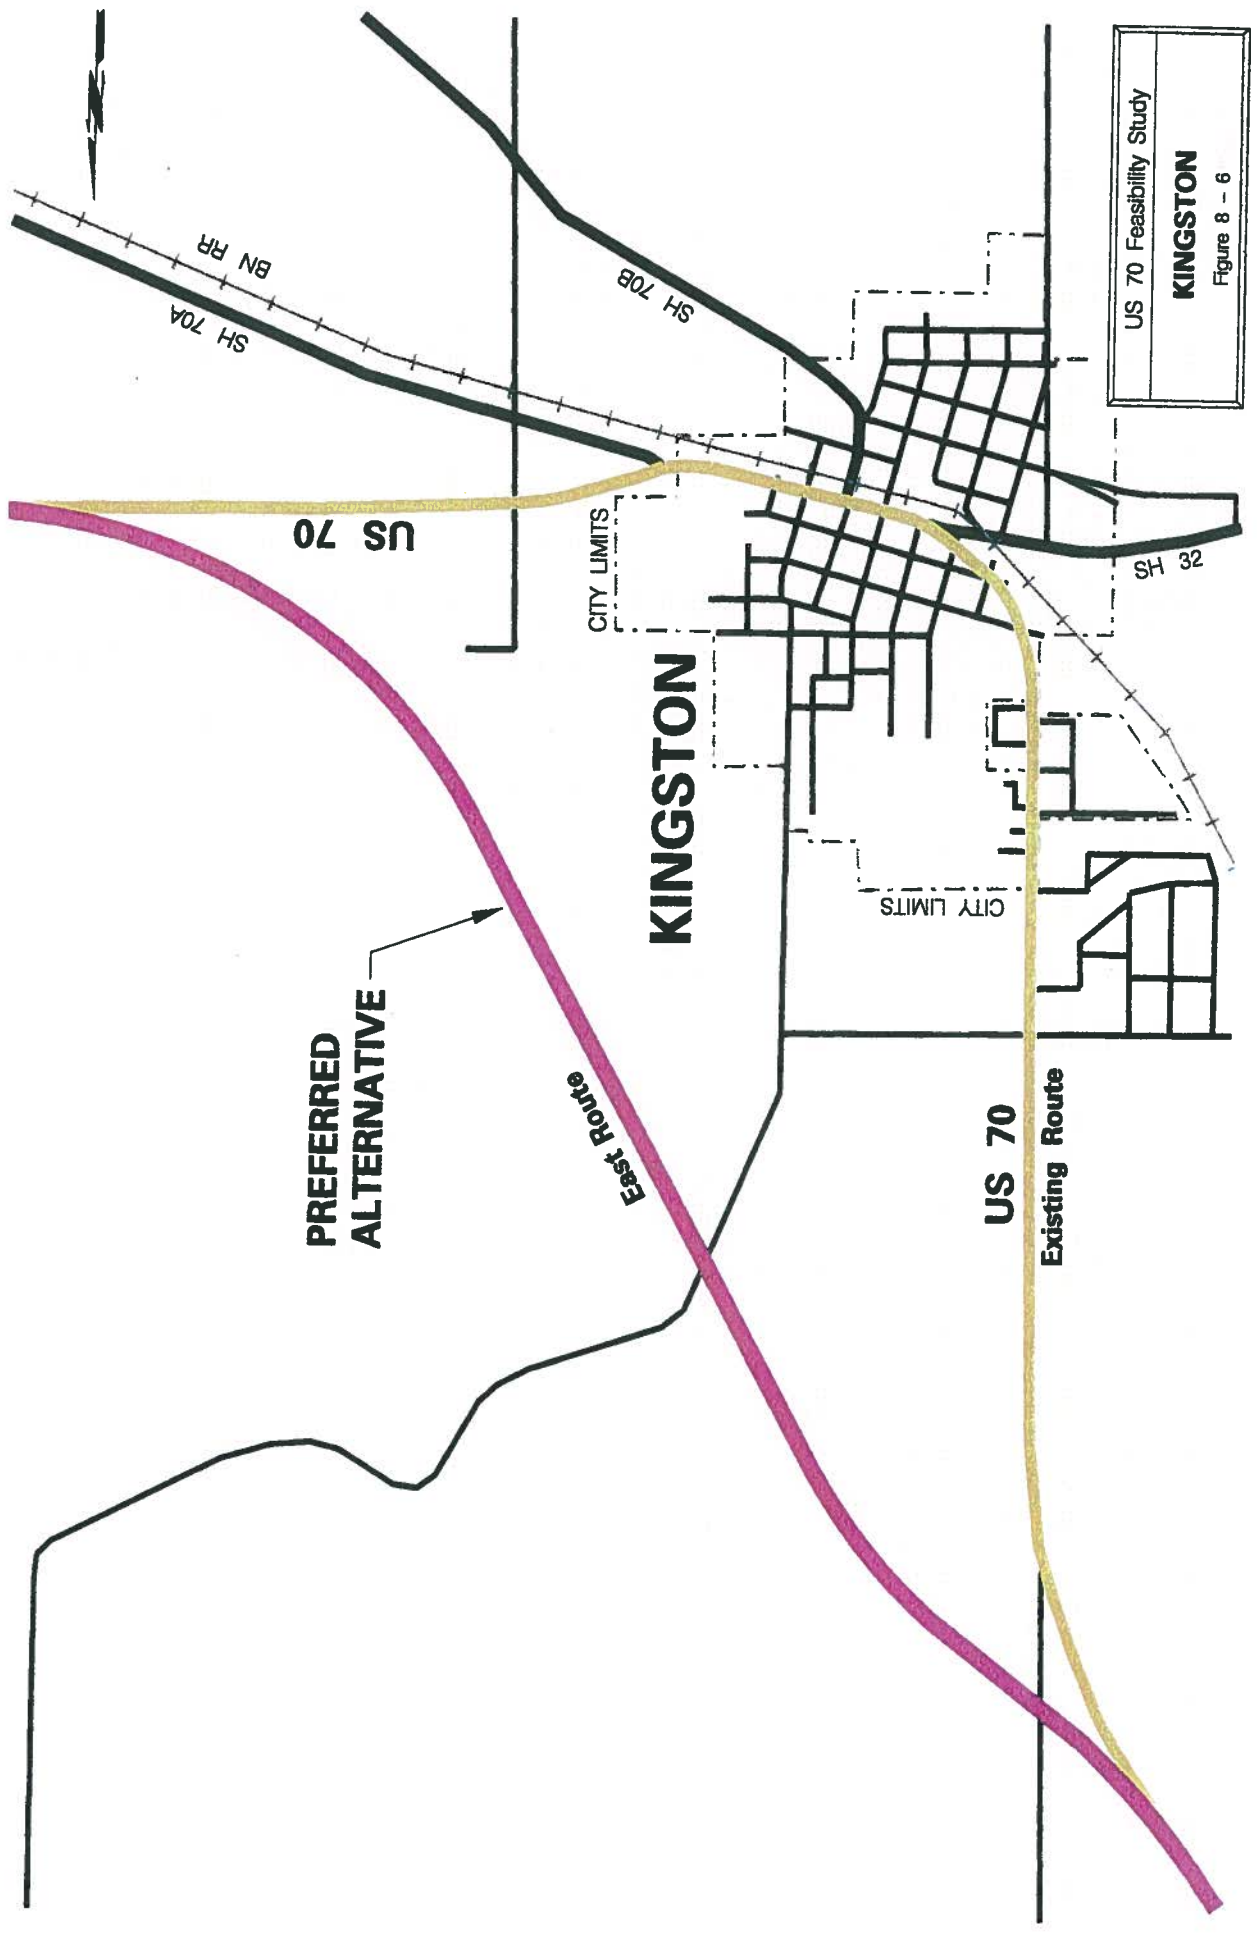 US 70 Feasibility Study
KINGSTON
Figure 8 - 6
BN RR
SH 70A
SH 70B
US 70
CITY LIMITS
KINGSTON
SH 32
CITY LIMITS
PREFERRED
ALTERNATIVE
East Route
US 70
Existing Route